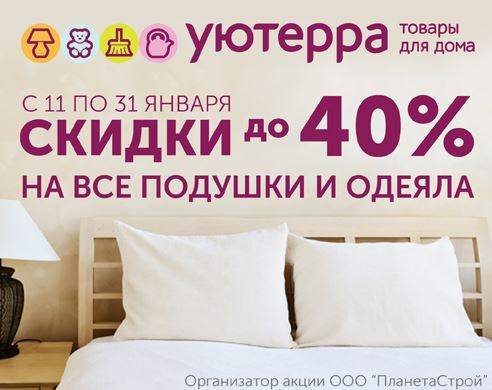 уютерра товары
для дома
С 11 ПО 31 ЯНВАРЯ
СКИДКИ до 40%
НА ВСЕ ПОДУШКИ И ОДЕЯЛА
Организатор акции ООО "ПланетаСтрой"